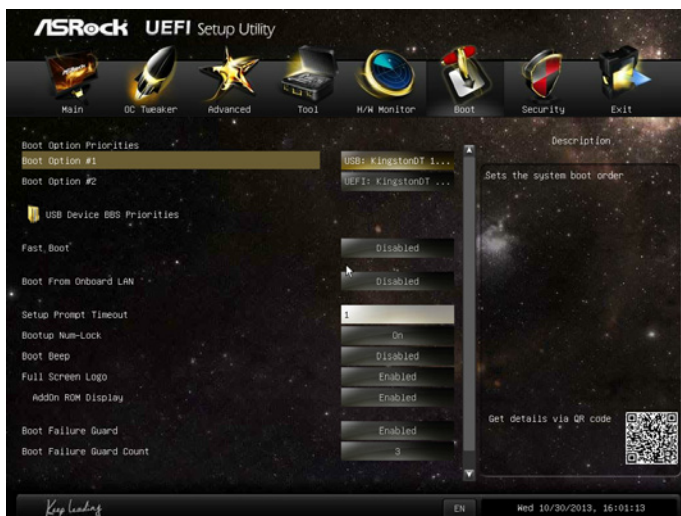 ASRock UEFI Setup Utility
Main OC Tweaker Advanced Tool H/W Monitor Boot Security Exit
Description
Boot Option Priorities
Boot Option #1 USB: KingstonDT 1...
Sets the system boot order
Boot Option #2 UEFI: KingstonDT ...
USB Device BBS Priorities
Fast Boot Disabled
Boot From Onboard LAN Disabled
Setup Prompt Timeout 1
Bootup Num-Lock On
Boot Beep Disabled
Full Screen Logo Enabled
AddOn ROM Display Enabled
Get details via QR code
Boot Failure Guard Enabled
Boot Failure Guard Count 3
Keep Leading
EN Wed 10/30/2013, 16:01:13